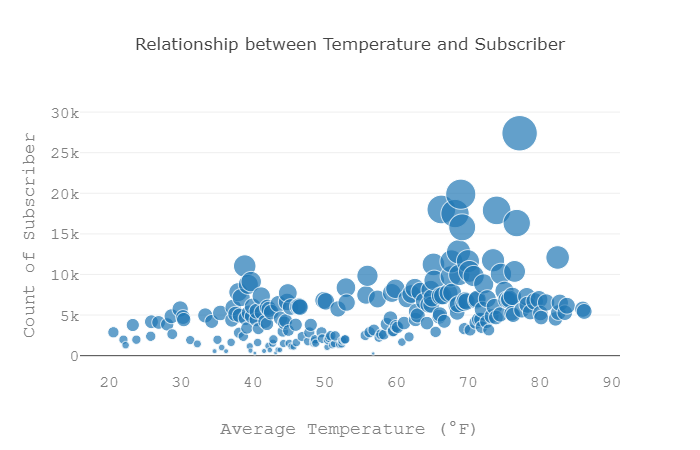 Relationship between Temperature and Subscriber
30k
25k
20k
15k
10k
5k
0
20 30 40 50 60 70 80 90
Count of Subscriber
Average Temperature (°F)